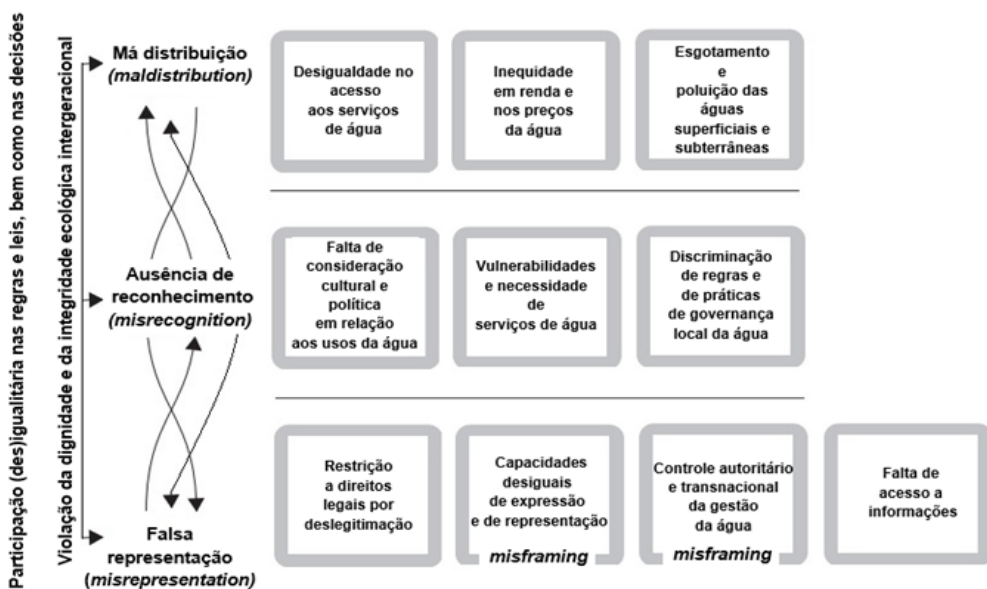 Participação (des)igualitária nas regras e leis, bem como nas decisões
Violação da dignidade e da integridade ecológica intergeracional
Má distribuição
(maldistribution)
Desigualdade no
acesso
aos serviços
de água
Inequidade
em renda e
nos preços
da água
Esgotamento
e
poluição das
águas
superficiais e
subterrâneas
Ausência de
reconhecimento
(misrecognition)
Falta de
consideração
cultural e
política
em relação
aos usos da água
Vulnerabilidades
e necessidade
de
serviços de água
Discriminação
de regras e
de práticas
de governança
local da água
Falsa
representação
(misrepresentation)
Restrição
a direitos
legais por
deslegitimação
Capacidades
desiguais
de expressão
e de representação
misframing
Controle autoritário
e transnacional
da gestão
da água
misframing
Falta de
acesso a
informações